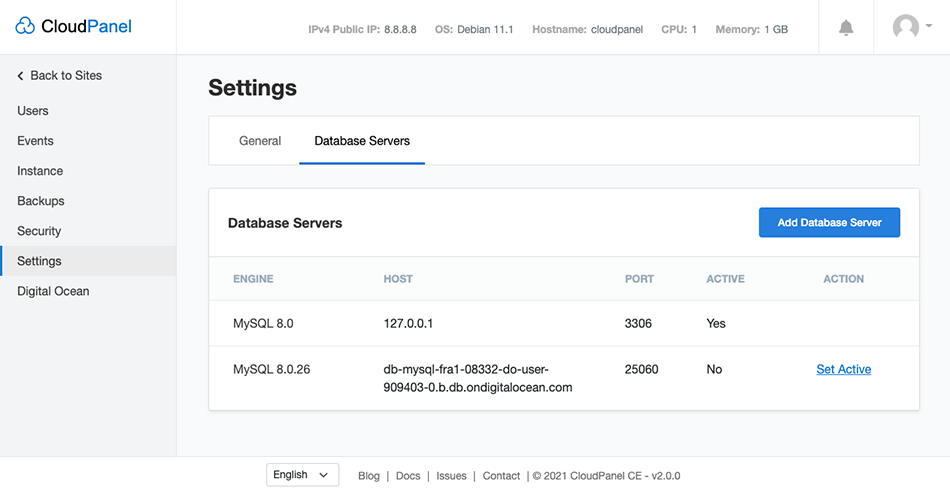 CloudPanel
IPv4 Public IP: 8.8.8.8 OS: Debian 11.1 Hostname: cloudpanel CPU: 1 Memory: 1 GB
Back to Sites
Users
Events
Instance
Backups
Security
Settings
Digital Ocean
Settings
General Database Servers
Database Servers
Add Database Server
ENGINE HOST PORT ACTIVE ACTION
MySQL 8.0 127.0.0.1 3306 Yes
MySQL 8.0.26 db-mysql-fra1-08332-do-user- 25060 No Set Active
909403-0.b.db.ondigitalocean.com
English Blog | Docs | Issues | Contact | © 2021 CloudPanel CE - v2.0.0